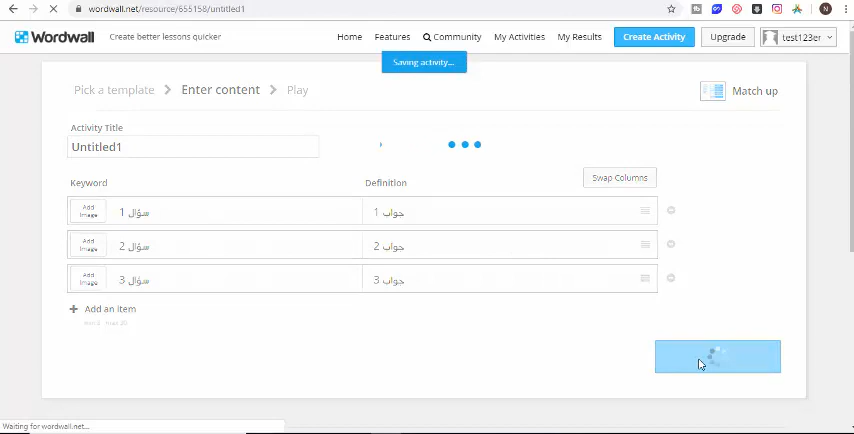 wordwall.net/resource/655158/untitled1
N
Wordwall
Create better lessons quicker
Home
Features
Community
My Activities
My Results
Create Activity
Upgrade
test123er
Saving activity...
Pick a template
Enter content
Play
Match up
Activity Title
Untitled1
Keyword
Definition
Swap Columns
Add
Image
سؤال 1
جواب 1
Add
Image
سؤال 2
جواب 2
Add
Image
سؤال 3
جواب 3
Add an item
Waiting for wordwall.net...